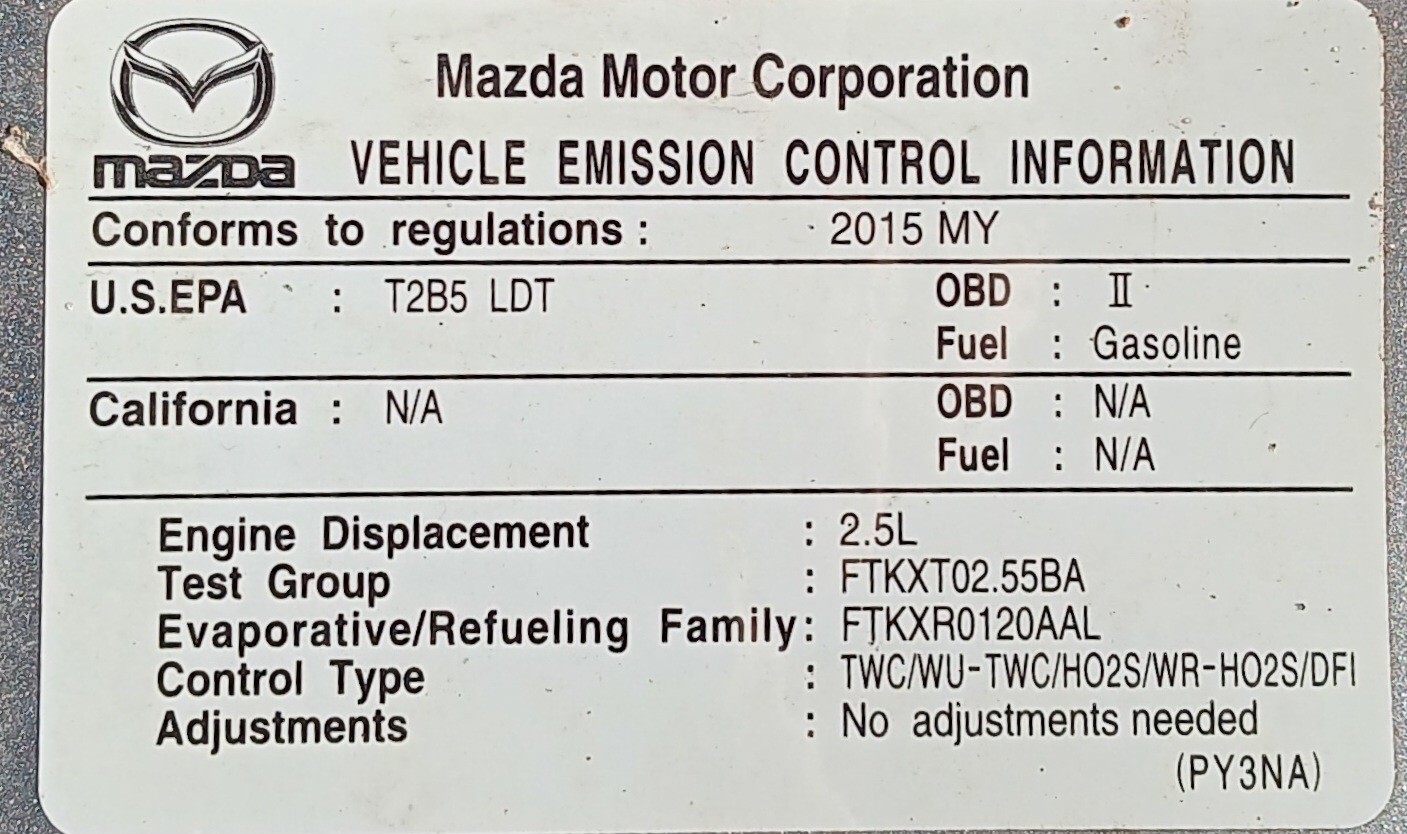 Mazda Motor Corporation
mazda VEHICLE EMISSION CONTROL INFORMATION
Conforms to regulations : 2015 MY
U.S.EPA : T2B5 LDT OBD : II
Fuel : Gasoline
California : N/A OBD : N/A
Fuel : N/A
Engine Displacement : 2.5L
Test Group : FTKXT02.55BA
Evaporative/Refueling Family: FTKXR0120AAL
Control Type : TWC/WU-TWC/HO2S/WR-HO2S/DFI
Adjustments : No adjustments needed
(PY3NA)